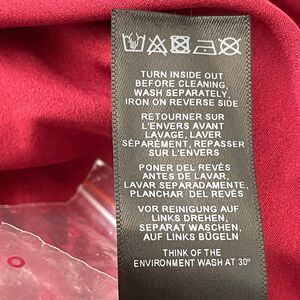 TURN INSIDE OUT
BEFORE CLEANING
WASH SEPARATELY,
IRON ON REVERSE SIDE
RETOURNER SUR
L'ENVERS AVANT
LAVAGE, LAVER
SÉPARÉMENT, REPASSER
SUR L'ENVERS
PONER DEL REVÉS
ANTES DE LAVAR,
LAVAR SEPARADAMENTE,
PLANCHAR DEL REVÉS
VOR REINIGUNG AUF
LINKS DREHEN,
SEPARAT WASCHEN,
AUF LINKS BÜGELN
THINK OF THE
ENVIRONMENT WASH AT 30°